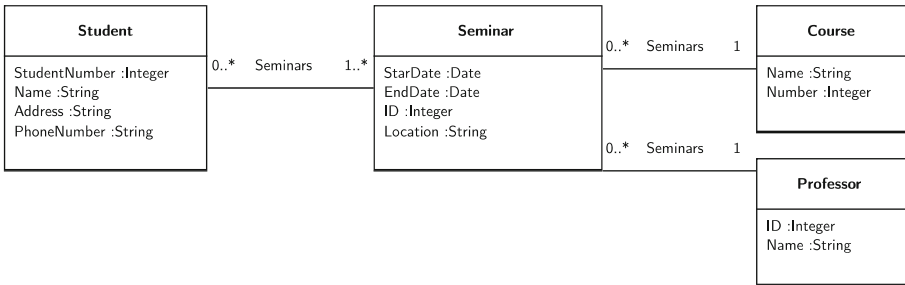 Student
StudentNumber :Integer
Name :String
Address :String
PhoneNumber :String
0..* Seminars 1..*
Seminar
StarDate :Date
EndDate :Date
ID :Integer
Location :String
0..* Seminars 1
Course
Name :String
Number :Integer
0..* Seminars 1
Professor
ID :Integer
Name :String